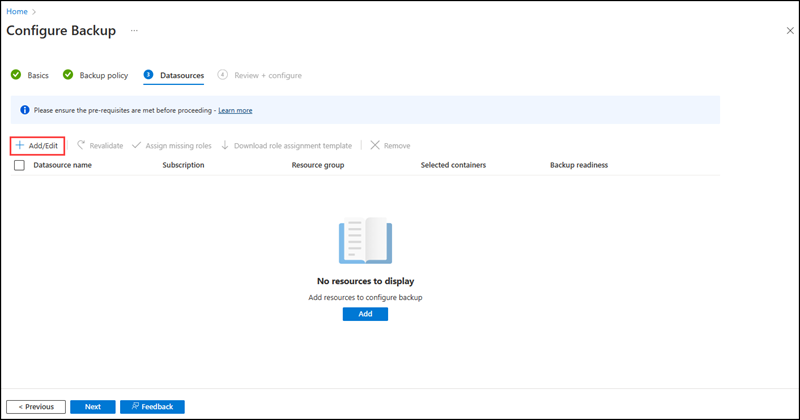 Home >
Configure Backup ...
Basics Backup policy 3 Datasources 4 Review + configure
Please ensure the pre-requisites are met before proceeding - Learn more
+ Add/Edit Revalidate Assign missing roles Download role assignment template Remove
Datasource name Subscription Resource group Selected containers Backup readiness
No resources to display
Add resources to configure backup
Add
< Previous Next Feedback